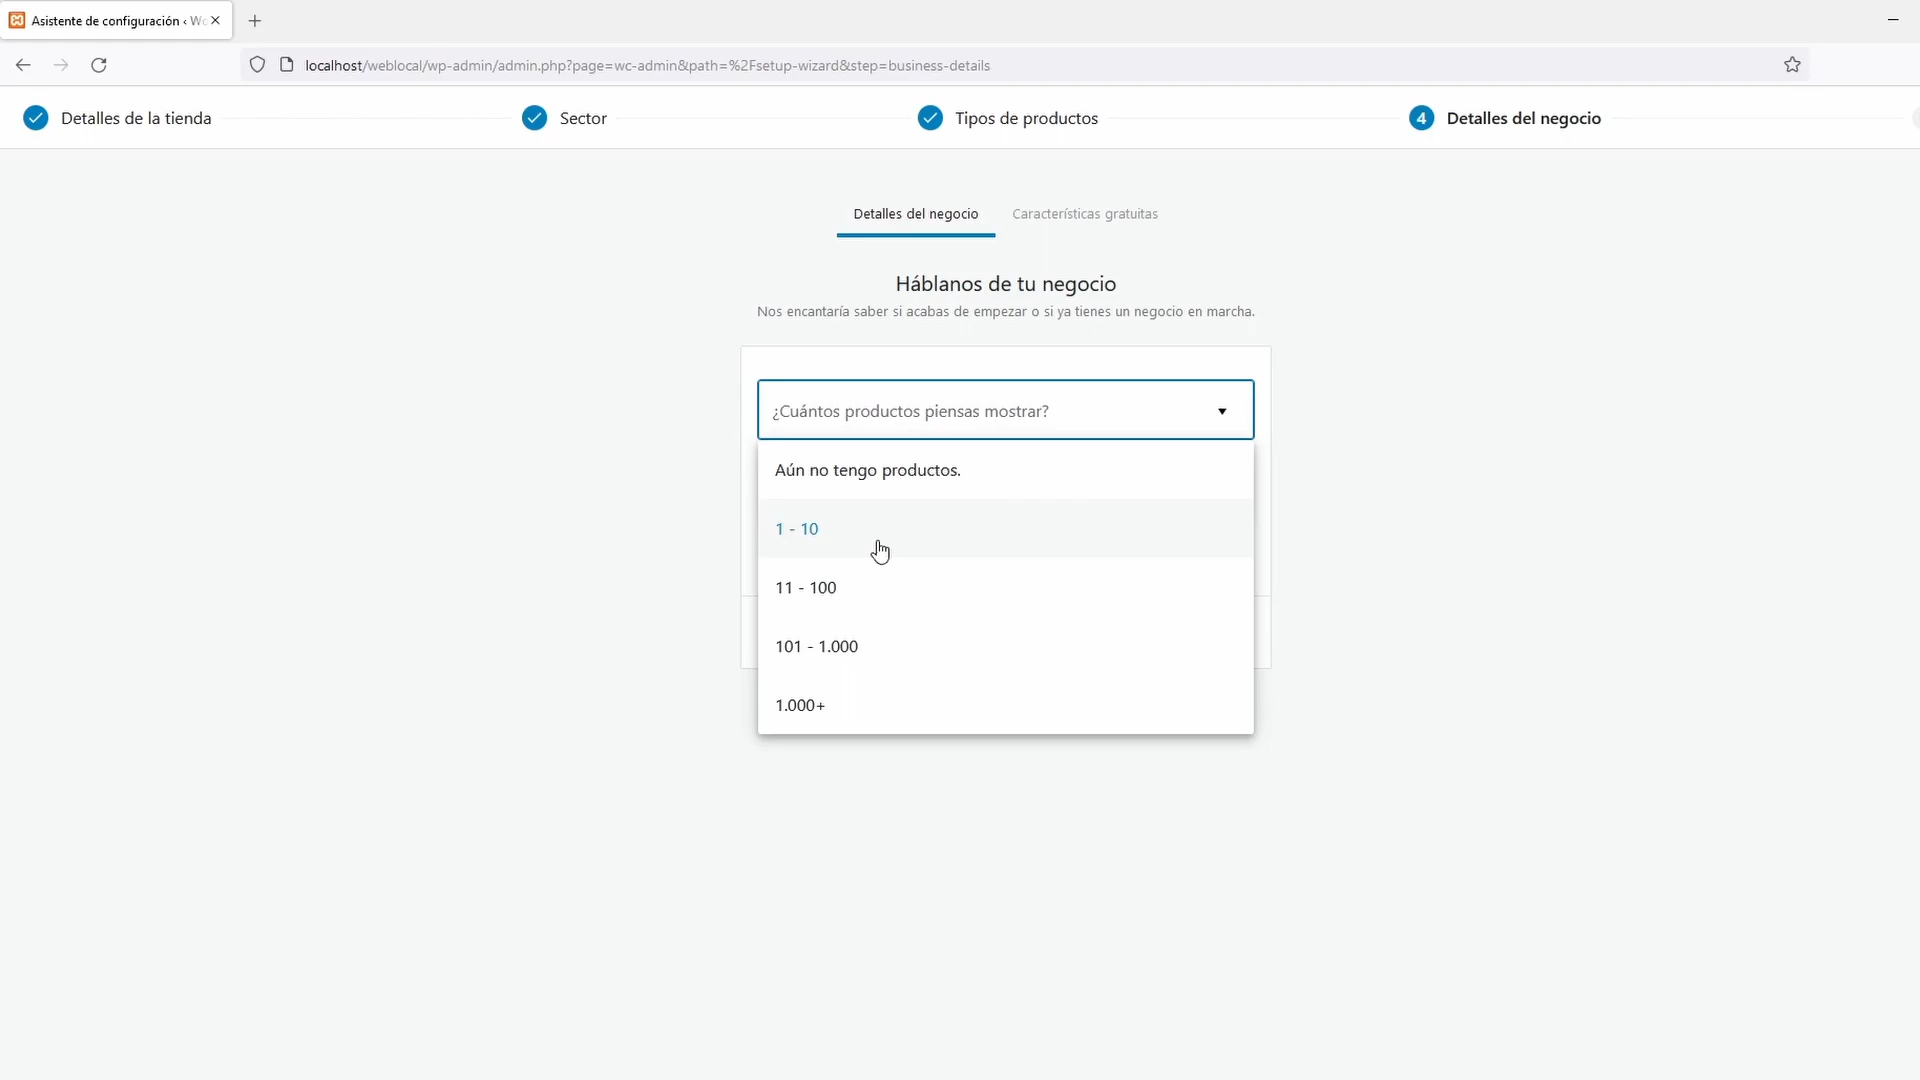 Asistente de configuración ‹ Wo
localhost/weblocal/wp-admin/admin.php?page=wc-admin&path=%2Fsetup-wizard&step=business-details
Detalles de la tienda
Sector
Tipos de productos
4 Detalles del negocio
Detalles del negocio
Características gratuitas
Háblanos de tu negocio
Nos encantaría saber si acabas de empezar o si ya tienes un negocio en marcha.
¿Cuántos productos piensas mostrar?
Aún no tengo productos.
1 - 10
11 - 100
101 - 1.000
1.000+